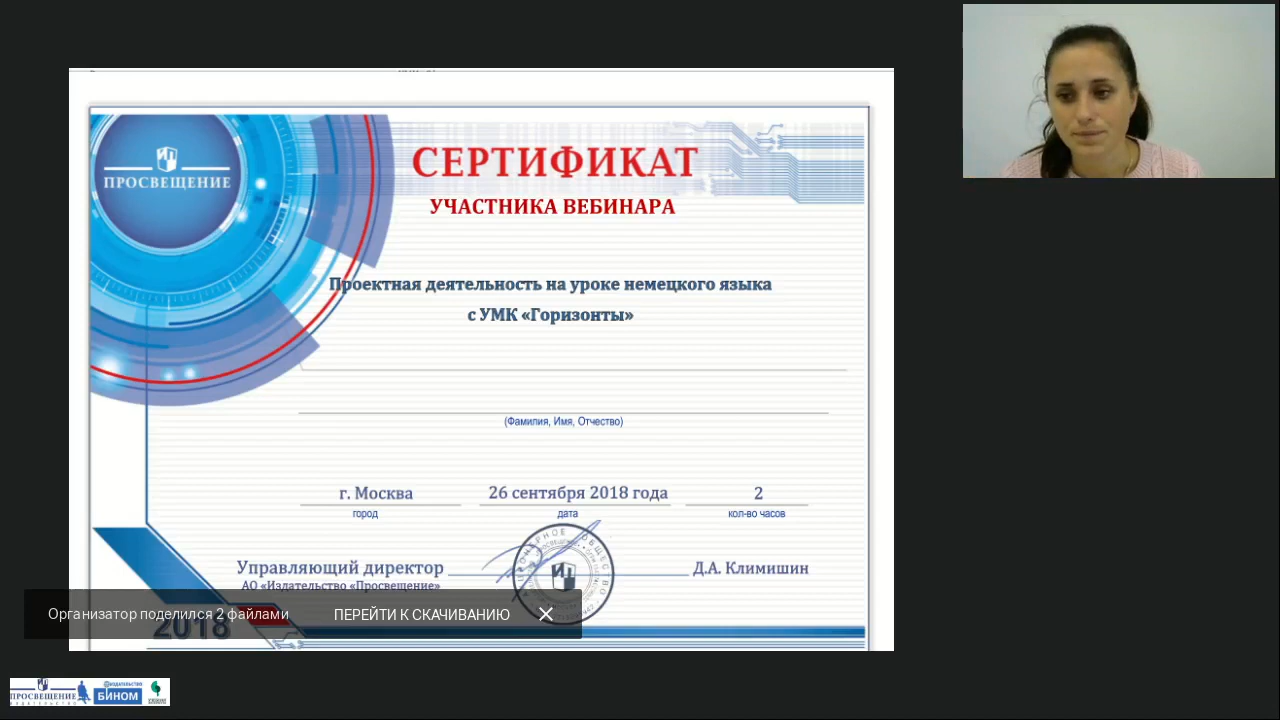 ПРОСВЕЩЕНИЕ
СЕРТИФИКАТ
УЧАСТНИКА ВЕБИНАРА
Проектная деятельность на уроке немецкого языка
с УМК «Горизонты»
(Фамилия, Имя, Отчество)
г. Москва 26 сентября 2018 года 2
город дата кол-во часов
Управляющий директор Д.А. Климишин
АО «Издательство «Просвещение»
Организатор поделился 2 файлами ПЕРЕЙТИ К СКАЧИВАНИЮ
2018
ПРОСВЕЩЕНИЕ
ИЗДАТЕЛЬСТВО
ИЗДАТЕЛЬСТВО
БИНОМ